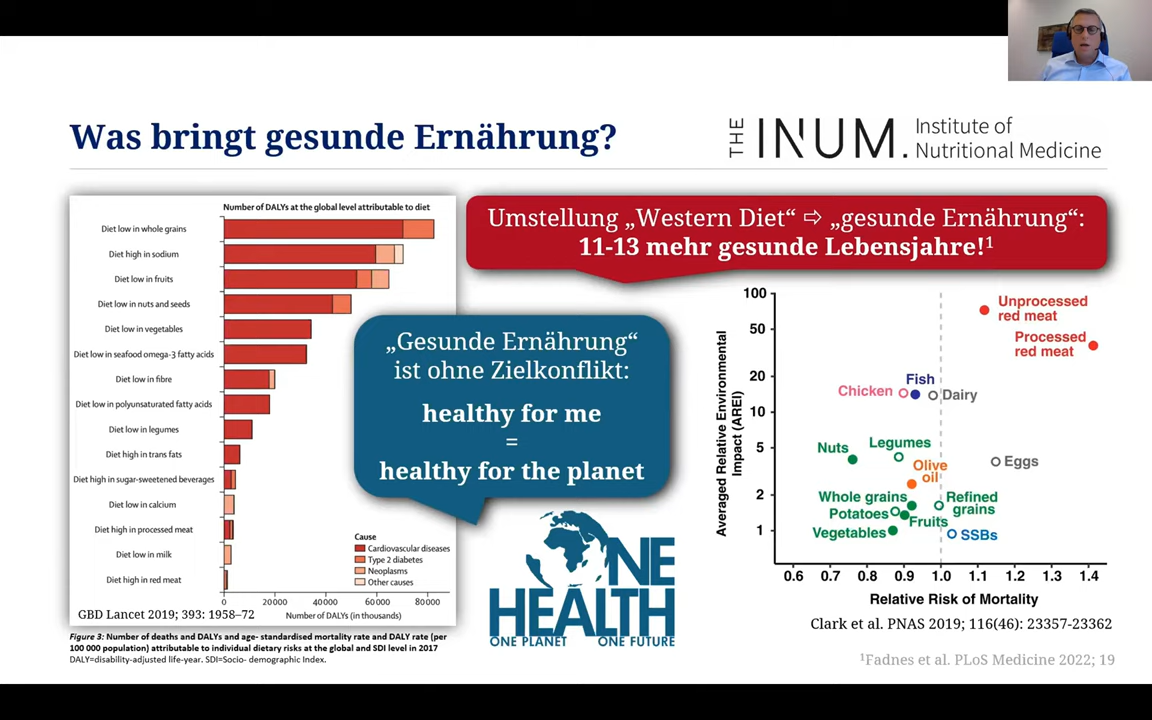 Was bringt gesunde Ernährung?
THE INUM.
Institute of
Nutritional Medicine
Number of DALYs at the global level attributable to diet
Diet low in whole grains
Diet high in sodium
Diet low in fruits
Diet low in nuts and seeds
Diet low in vegetables
Diet low in seafood omega-3 fatty acids
Diet low in fibre
Diet low in polyunsaturated fatty acids
Diet low in legumes
Diet high in trans fats
Diet high in sugar-sweetened beverages
Diet low in calcium
Diet high in processed meat
Diet low in milk
Diet high in red meat
Cause
Cardiovascular diseases
Type 2 diabetes
Neoplasms
Other causes
0 20000 40000 60000 80000
Number of DALYs (in thousands)
GBD Lancet 2019; 393: 1958–72
Figure 3: Number of deaths and DALYs and age- standardised mortality rate and DALY rate (per
100 000 population) attributable to individual dietary risks at the global and SDI level in 2017
DALY=disability-adjusted life-year. SDI=Socio- demographic Index.
Umstellung „Western Diet“ ⇨ „gesunde Ernährung“:
11-13 mehr gesunde Lebensjahre!¹
„Gesunde Ernährung“
ist ohne Zielkonflikt:
healthy for me
=
healthy for the planet
ONE
HEALTH
ONE PLANET ONE FUTURE
Averaged Relative Environmental
Impact (AREI)
100
50
20
10
5
2
1
Unprocessed
red meat
Processed
red meat
Fish
Chicken
Dairy
Nuts
Legumes
Eggs
Olive
oil
Whole grains
Refined
grains
Potatoes
Fruits
Vegetables
SSBs
0.6 0.7 0.8 0.9 1.0 1.1 1.2 1.3 1.4
Relative Risk of Mortality
Clark et al. PNAS 2019; 116(46): 23357-23362
¹Fadnes et al. PLoS Medicine 2022; 19